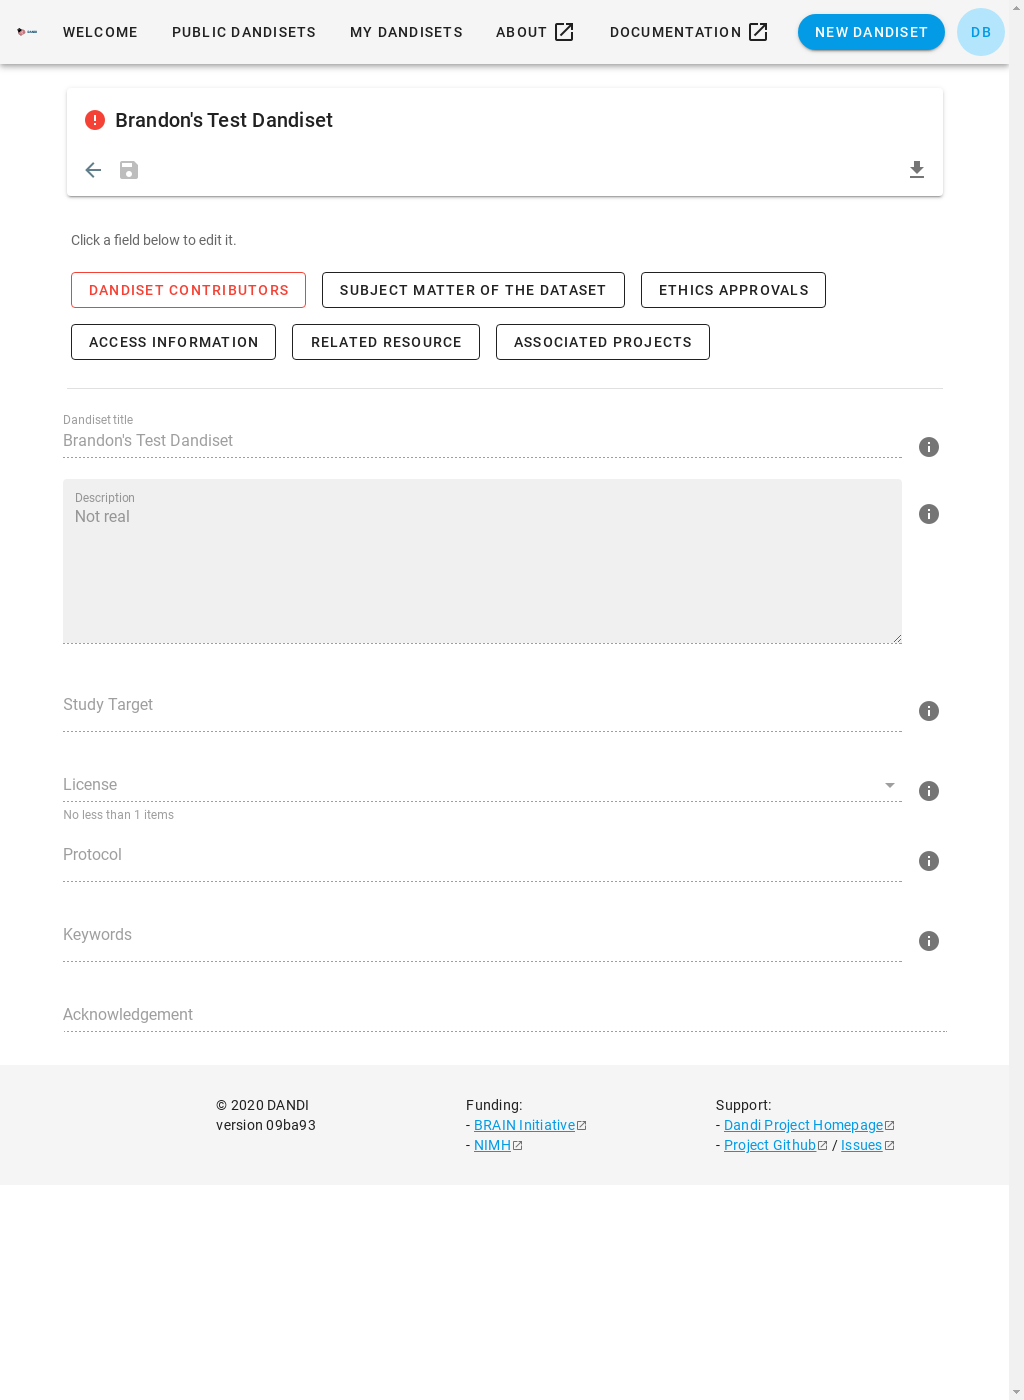 WELCOME PUBLIC DANDISETS MY DANDISETS ABOUT DOCUMENTATION NEW DANDISET DB
Brandon's Test Dandiset
Click a field below to edit it.
DANDISET CONTRIBUTORS SUBJECT MATTER OF THE DATASET ETHICS APPROVALS
ACCESS INFORMATION RELATED RESOURCE ASSOCIATED PROJECTS
Dandiset title
Brandon's Test Dandiset
Description
Not real
Study Target
License
No less than 1 items
Protocol
Keywords
Acknowledgement
© 2020 DANDI Funding: Support:
version 09ba93 - BRAIN Initiative - Dandi Project Homepage
- NIMH - Project Github / Issues